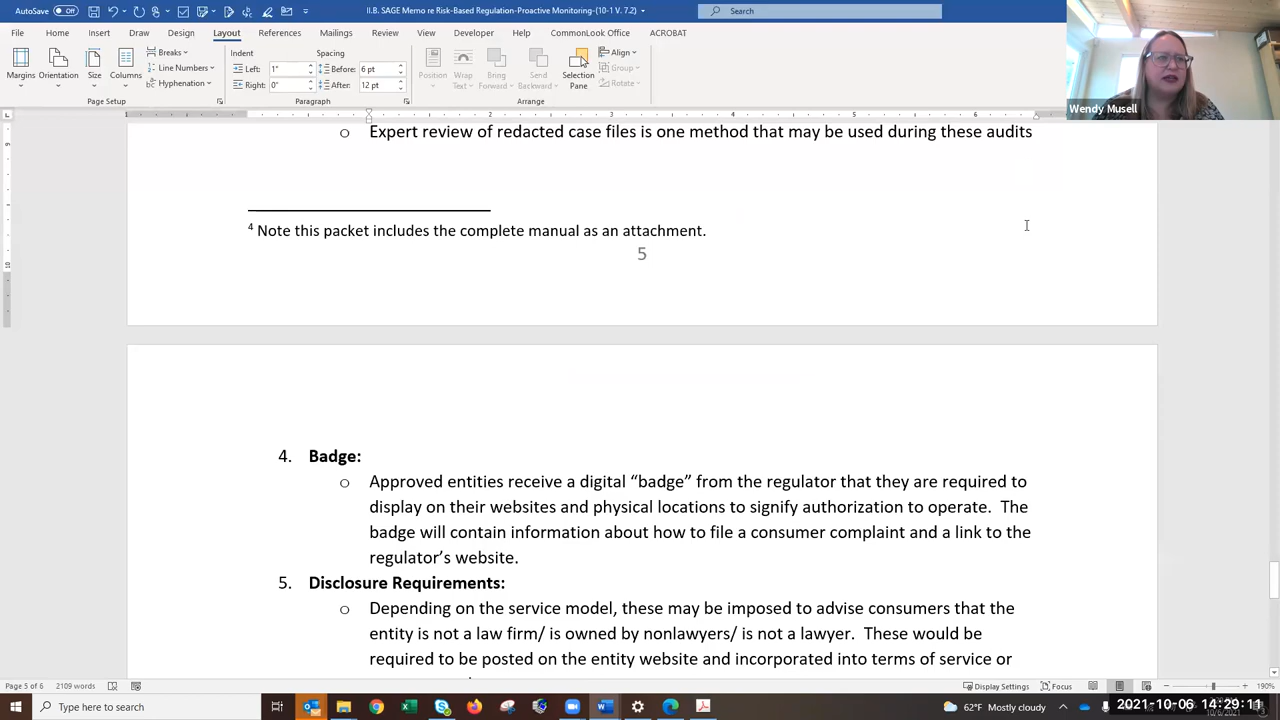 AutoSave Off
II.B. SAGE Memo re Risk-Based Regulation-Proactive Monitoring-(10-1 V. 7.2)
Search
File Home Insert Draw Design Layout References Mailings Review View Developer Help CommonLook Office ACROBAT
Margins Orientation Size Columns
Breaks
Line Numbers
Hyphenation
Page Setup
Indent
Left: 1"
Right: 0"
Spacing
Before: 6 pt
After: 12 pt
Paragraph
Position Wrap Text Bring Forward Send Backward Selection Pane
Align
Group
Rotate
Arrange
Wendy Musell
o Expert review of redacted case files is one method that may be used during these audits
4 Note this packet includes the complete manual as an attachment.
5
4. Badge:
o Approved entities receive a digital “badge” from the regulator that they are required to
display on their websites and physical locations to signify authorization to operate. The
badge will contain information about how to file a consumer complaint and a link to the
regulator’s website.
5. Disclosure Requirements:
o Depending on the service model, these may be imposed to advise consumers that the
entity is not a law firm/ is owned by nonlawyers/ is not a lawyer. These would be
required to be posted on the entity website and incorporated into terms of service or
Page 5 of 6 2109 words
Display Settings Focus 190%
Type here to search
62°F Mostly cloudy
2021-10-06 14:29:11